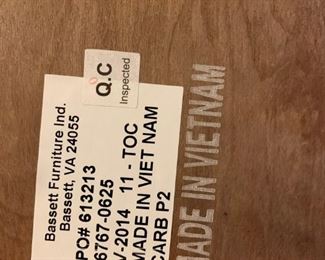 Bassett Furniture Ind.
Bassett, VA 24055
PO# 613213
6767-0625
V-2014 11 - TOC
MADE IN VIET NAM
CARB P2
Q.C
Inspected
MADE IN VIETNAM